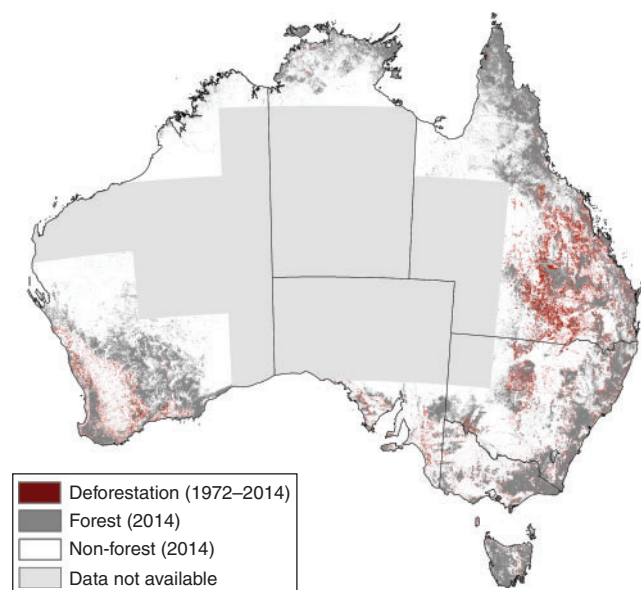 Deforestation (1972–2014)
Forest (2014)
Non-forest (2014)
Data not available